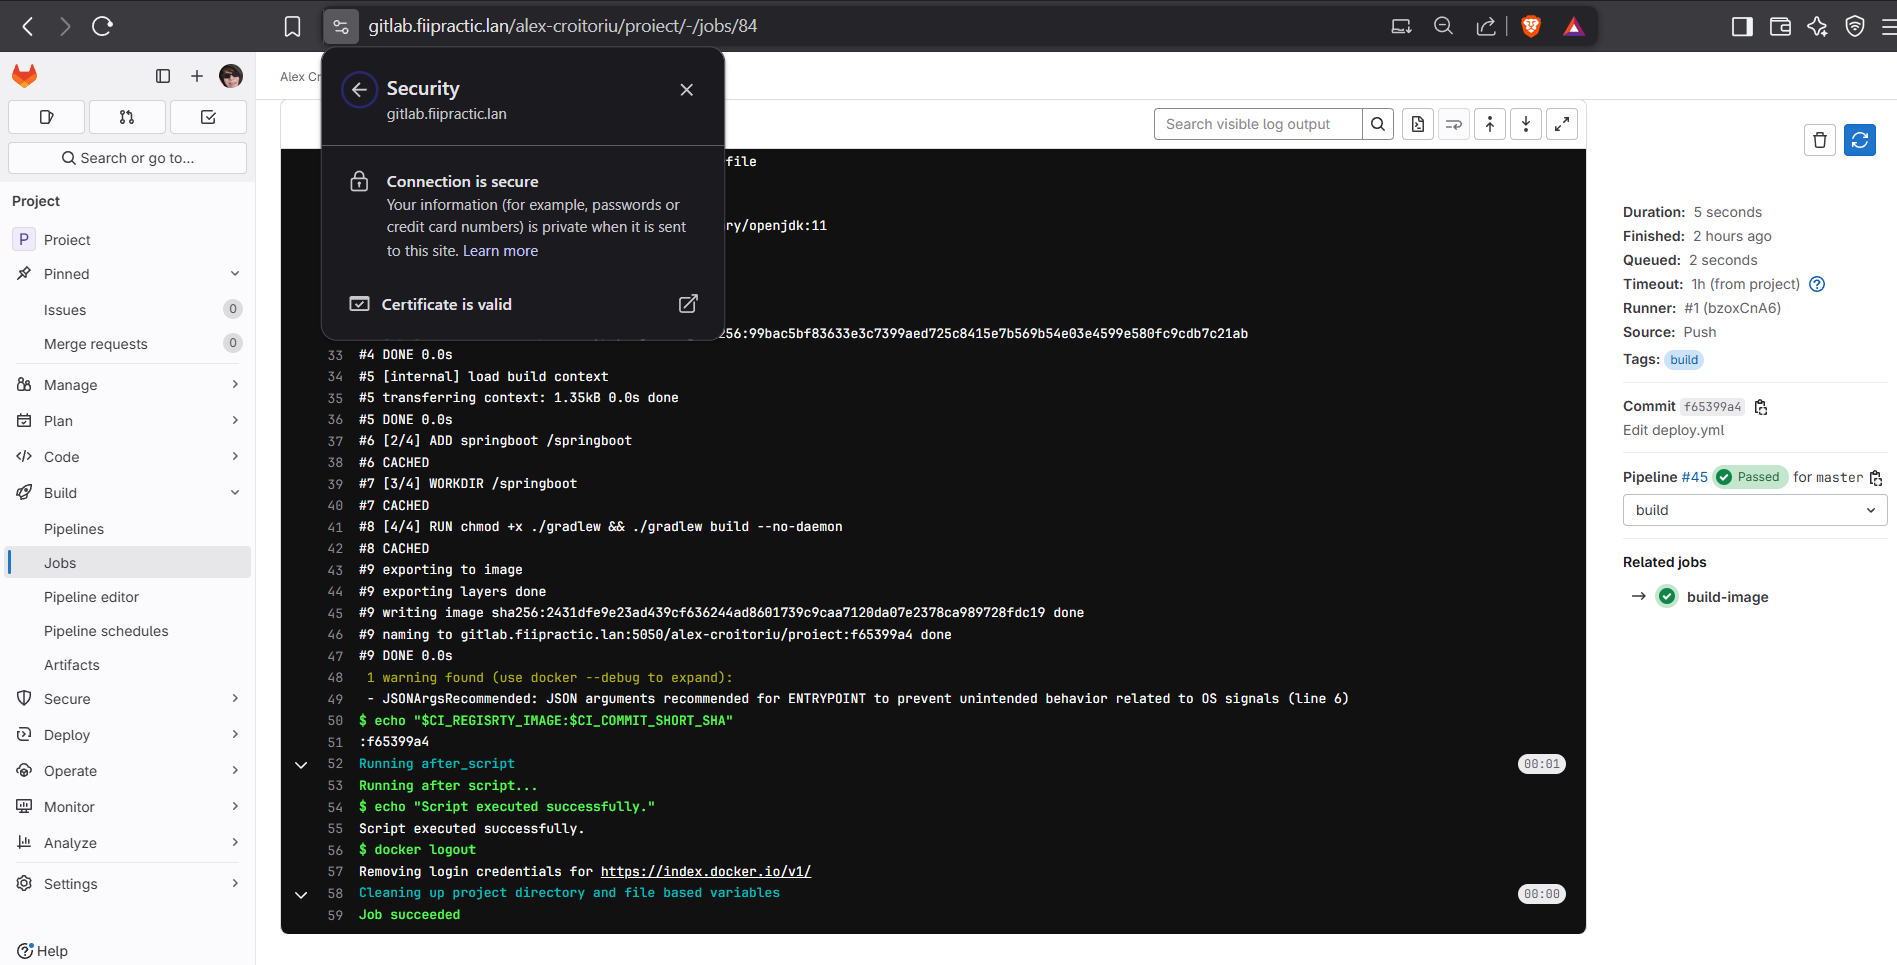 gitlab.fiipractic.lan/alex-croitoriu/proiect/-/jobs/84
Alex Cr
Security
gitlab.fiipractic.lan
Connection is secure
Your information (for example, passwords or
credit card numbers) is private when it is sent
to this site. Learn more
Certificate is valid
Search or go to...
Project
P Proiect
Pinned
Issues 0
Merge requests 0
Manage
Plan
Code
Build
Pipelines
Jobs
Pipeline editor
Pipeline schedules
Artifacts
Secure
Deploy
Operate
Monitor
Analyze
Settings
Help
Search visible log output
file
ry/openjdk:11
256:99bac5bf83633e3c7399aed725c8415e7b569b54e03e4599e580fc9cdb7c21ab
33 #4 DONE 0.0s
34 #5 [internal] load build context
35 #5 transferring context: 1.35kB 0.0s done
36 #5 DONE 0.0s
37 #6 [2/4] ADD springboot /springboot
38 #6 CACHED
39 #7 [3/4] WORKDIR /springboot
40 #7 CACHED
41 #8 [4/4] RUN chmod +x ./gradlew && ./gradlew build --no-daemon
42 #8 CACHED
43 #9 exporting to image
44 #9 exporting layers done
45 #9 writing image sha256:2431dfe9e23ad439cf636244ad8601739c9caa7120da07e2378ca989728fdc19 done
46 #9 naming to gitlab.fiipractic.lan:5050/alex-croitoriu/proiect:f65399a4 done
47 #9 DONE 0.0s
48 1 warning found (use docker --debug to expand):
49 - JSONArgsRecommended: JSON arguments recommended for ENTRYPOINT to prevent unintended behavior related to OS signals (line 6)
50 $ echo "$CI_REGISRTY_IMAGE:$CI_COMMIT_SHORT_SHA"
51 :f65399a4
52 Running after_script 00:01
53 Running after script...
54 $ echo "Script executed successfully."
55 Script executed successfully.
56 $ docker logout
57 Removing login credentials for https://index.docker.io/v1/
58 Cleaning up project directory and file based variables 00:00
59 Job succeeded
Duration: 5 seconds
Finished: 2 hours ago
Queued: 2 seconds
Timeout: 1h (from project)
Runner: #1 (bzoxCnA6)
Source: Push
Tags: build
Commit f65399a4
Edit deploy.yml
Pipeline #45 Passed for master
build
Related jobs
build-image